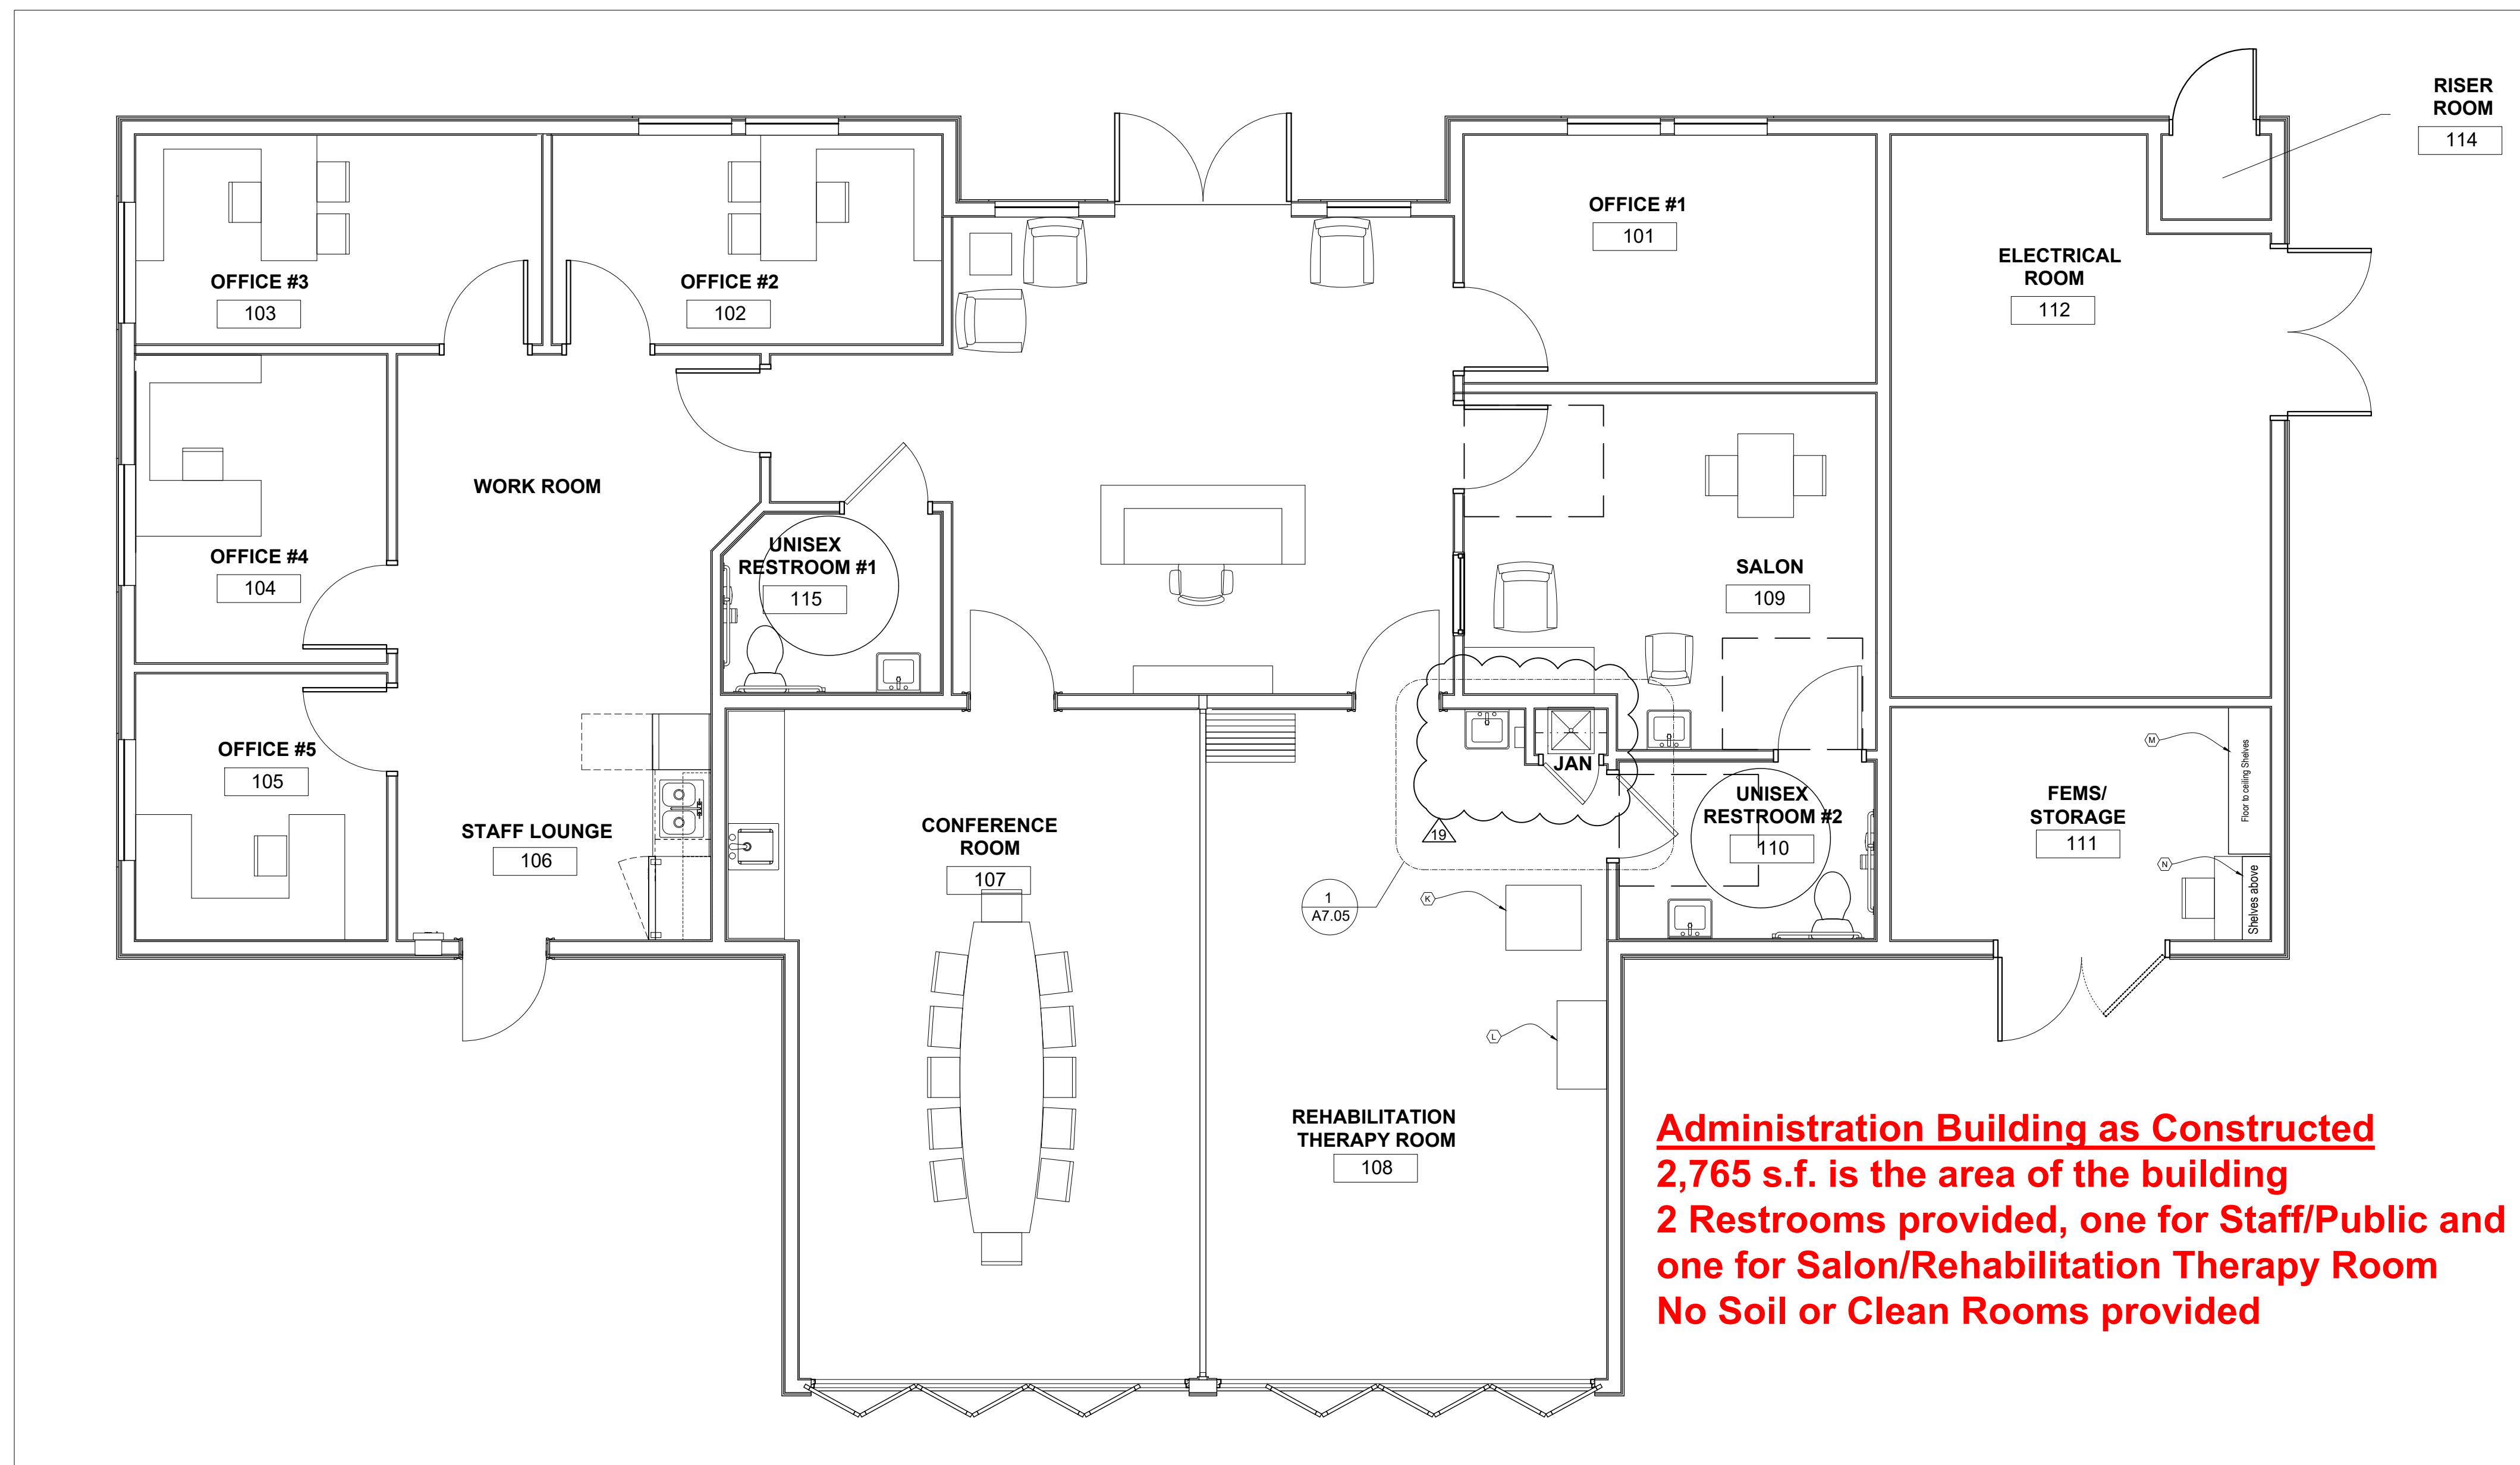 RISER
ROOM
114
OFFICE #1
101
ELECTRICAL
ROOM
112
OFFICE #3
103
OFFICE #2
102
WORK ROOM
OFFICE #4
104
UNISEX
RESTROOM #1
115
SALON
109
OFFICE #5
105
JAN
STAFF LOUNGE
106
CONFERENCE
ROOM
107
19
UNISEX
RESTROOM #2
110
FEMS/
STORAGE
111
M
Floor to ceiling Shelves
N
Shelves above
1
A7.05
K
L
REHABILITATION
THERAPY ROOM
108
Administration Building as Constructed
2,765 s.f. is the area of the building
2 Restrooms provided, one for Staff/Public and
one for Salon/Rehabilitation Therapy Room
No Soil or Clean Rooms provided